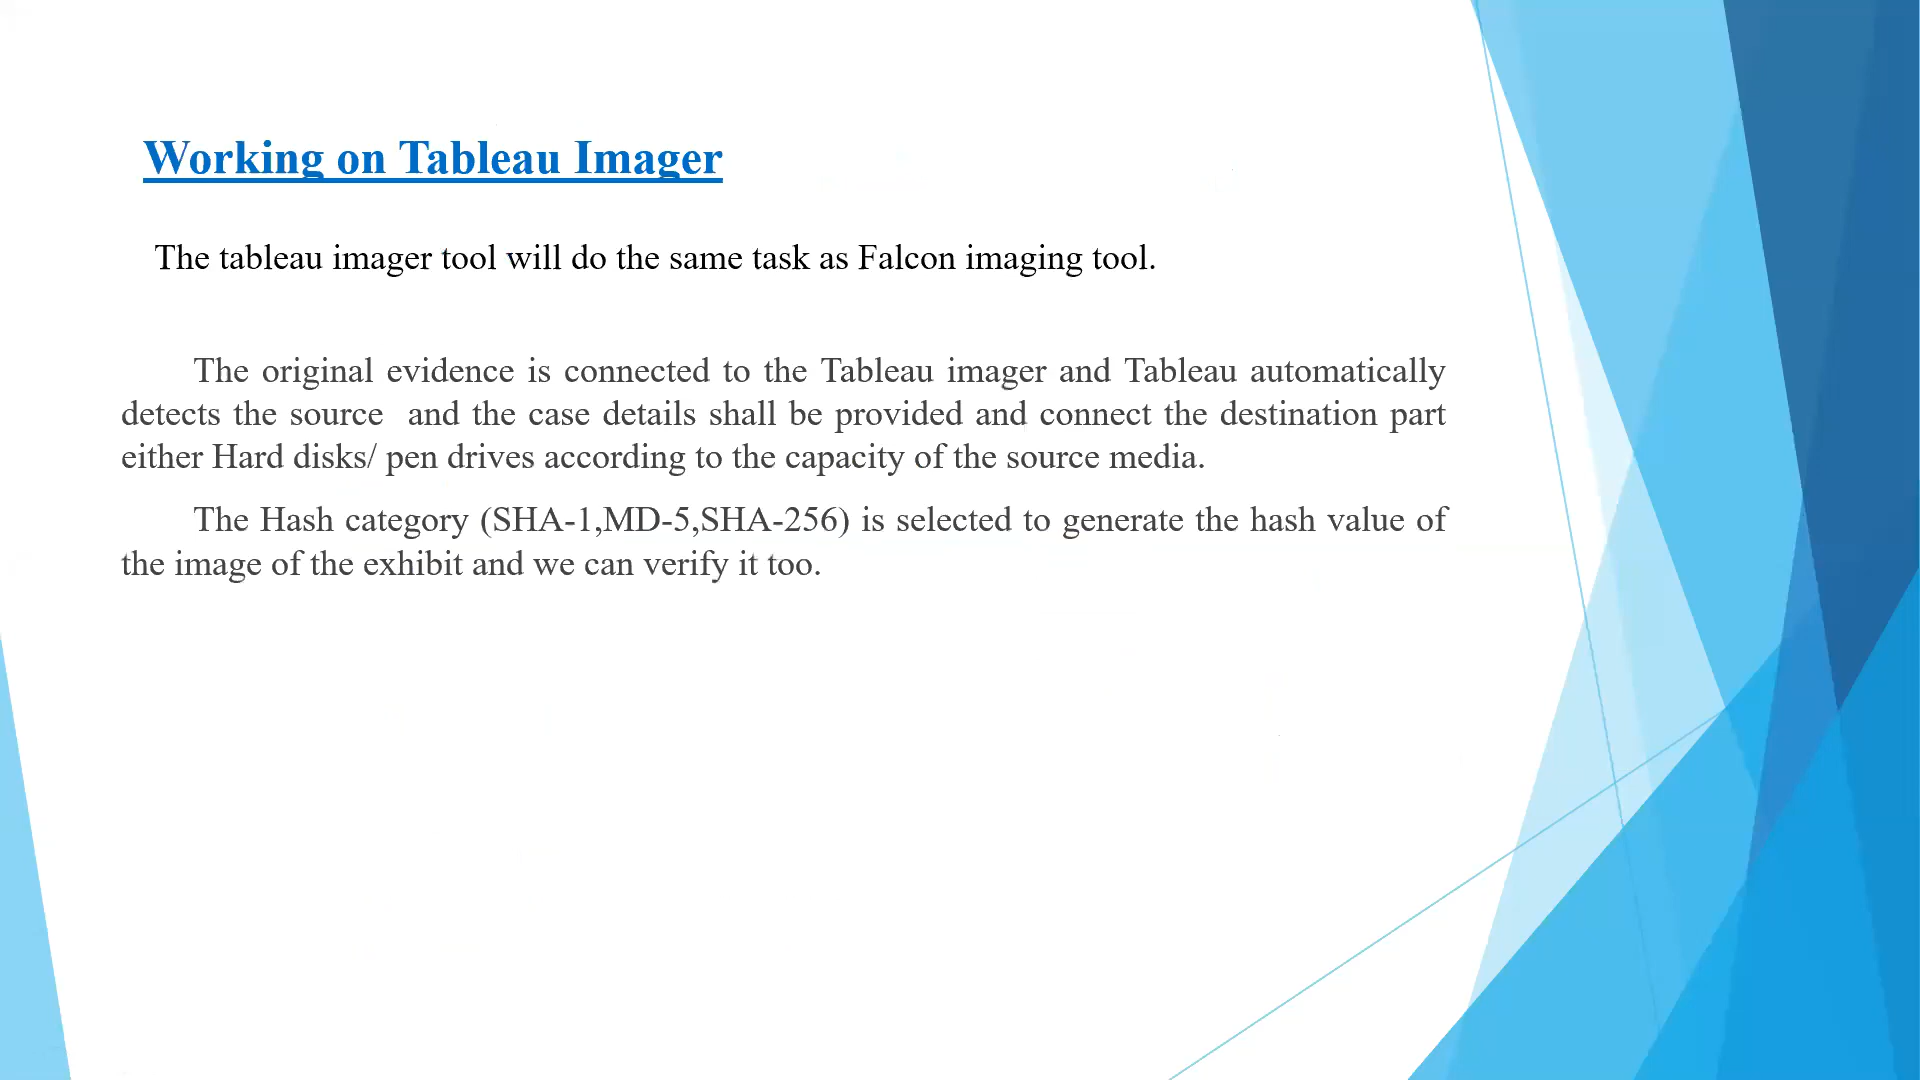 Working on Tableau Imager
The tableau imager tool will do the same task as Falcon imaging tool.
The original evidence is connected to the Tableau imager and Tableau automatically
detects the source  and the case details shall be provided and connect the destination part
either Hard disks/ pen drives according to the capacity of the source media.
The Hash category (SHA-1,MD-5,SHA-256) is selected to generate the hash value of
the image of the exhibit and we can verify it too.